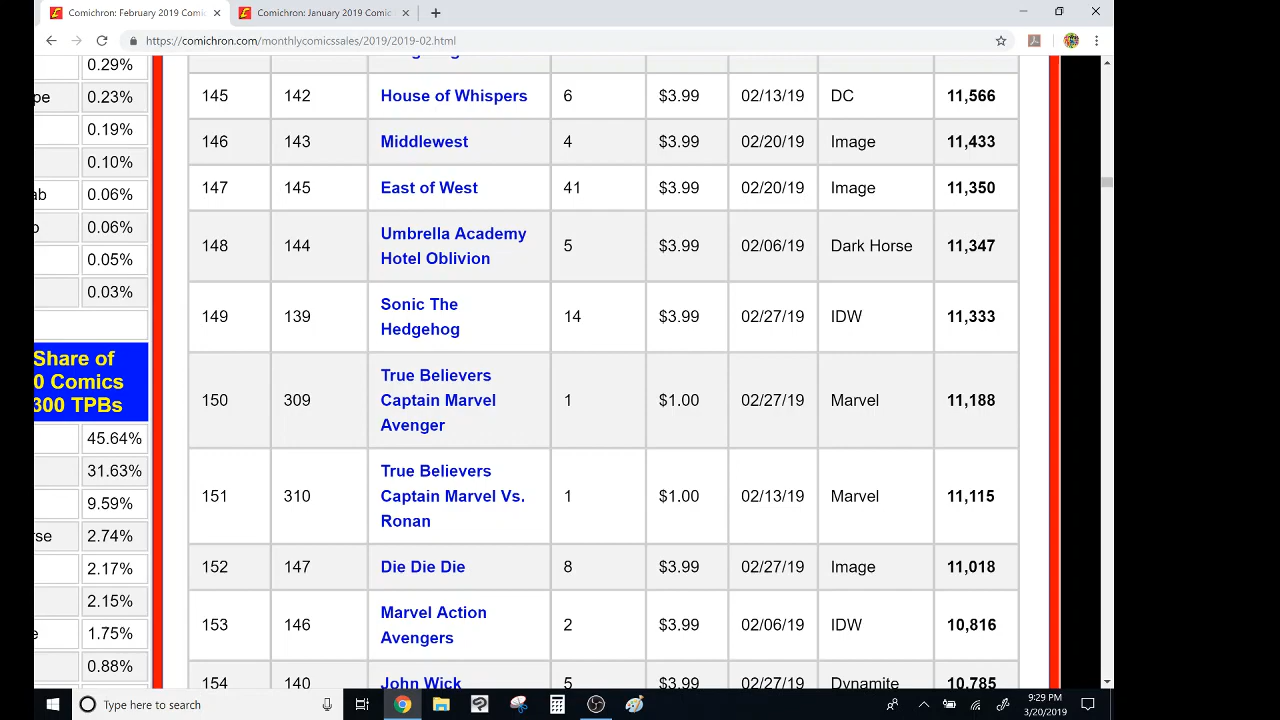 Comichron: February 2019 Comic
Comichron: January 2019 Comic
https://comichron.com/monthlycomicssales/2019/2019-02.html
0.29%
pe 0.23%
0.19%
0.10%
ab 0.06%
o 0.06%
0.05%
0.03%
Share of
0 Comics
300 TPBs
45.64%
31.63%
9.59%
rse 2.74%
2.17%
2.15%
e 1.75%
0.88%
145 142 House of Whispers 6 $3.99 02/13/19 DC 11,566
146 143 Middlewest 4 $3.99 02/20/19 Image 11,433
147 145 East of West 41 $3.99 02/20/19 Image 11,350
148 144 Umbrella Academy 5 $3.99 02/06/19 Dark Horse 11,347
Hotel Oblivion
149 139 Sonic The 14 $3.99 02/27/19 IDW 11,333
Hedgehog
150 309 True Believers 1 $1.00 02/27/19 Marvel 11,188
Captain Marvel
Avenger
151 310 True Believers 1 $1.00 02/13/19 Marvel 11,115
Captain Marvel Vs.
Ronan
152 147 Die Die Die 8 $3.99 02/27/19 Image 11,018
153 146 Marvel Action 2 $3.99 02/06/19 IDW 10,816
Avengers
154 140 John Wick 5 $3.99 02/27/19 Dynamite 10,785
Type here to search
9:29 PM
3/20/2019